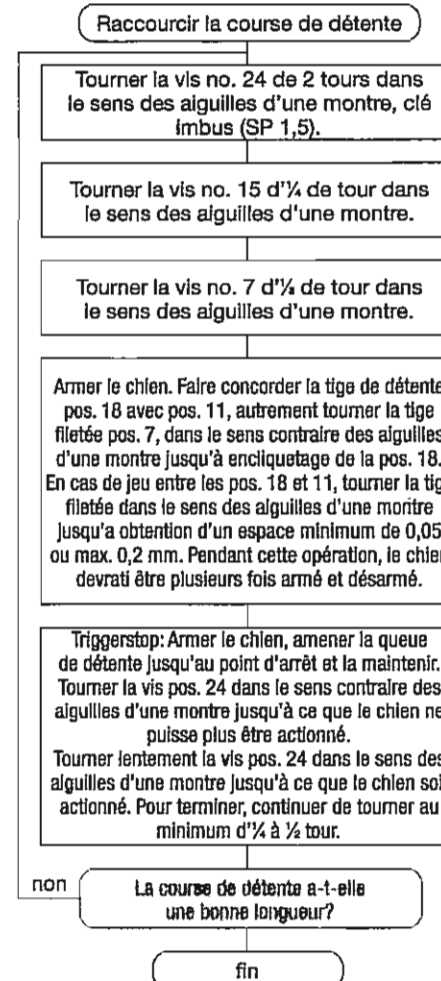 Raccourcir la course de détente
Tourner la vis no. 24 de 2 tours dans
le sens des aiguilles d'une montre, clé
imbus (SP 1,5).
Tourner la vis no. 15 d'¼ de tour dans
le sens des aiguilles d'une montre.
Tourner la vis no. 7 d'⅛ de tour dans
le sens des aiguilles d'une montre.
Armer le chien. Faire concorder la tige de détente
pos. 18 avec pos. 11, autrement tourner la tige
filetée pos. 7, dans le sens contraire des aiguilles
d'une montre jusqu'à encliquetage de la pos. 18.
En cas de jeu entre les pos. 18 et 11, tourner la tig
filetée dans le sens des aiguilles d'une montre
jusqu'a obtention d'un espace minimum de 0,05
ou max. 0,2 mm. Pendant cette opération, le chien
devrati être plusieurs fois armé et désarmé.
Triggerstop: Armer le chien, amener la queue
de détente jusqu'au point d'arrêt et la maintenir.
Tourner la vis pos. 24 dans le sens contraire des
aiguilles d'une montre jusqu'à ce que le chien ne
puisse plus être actionné.
Tourner lentement la vis pos. 24 dans le sens des
aiguilles d'une montre jusqu'à ce que le chien soi
actionné. Pour terminer, continuer de tourner au
minimum d'¼ à ½ tour.
non
La course de détente a-t-elle
une bonne longueur?
fin